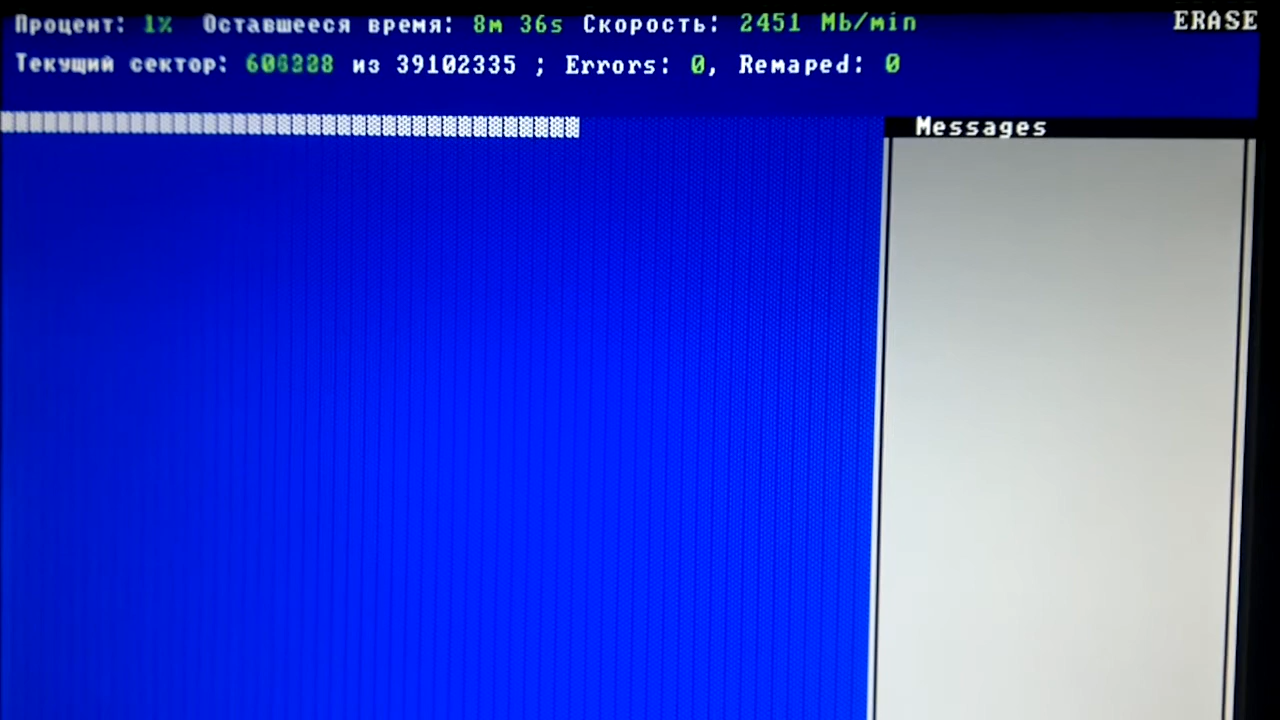 Процент: 1% Оставшееся время: 8m 36s Скорость: 2451 Mb/min ERASE
Текущий сектор: из 39102335 ; Errors: 0, Remaped: 0
Messages